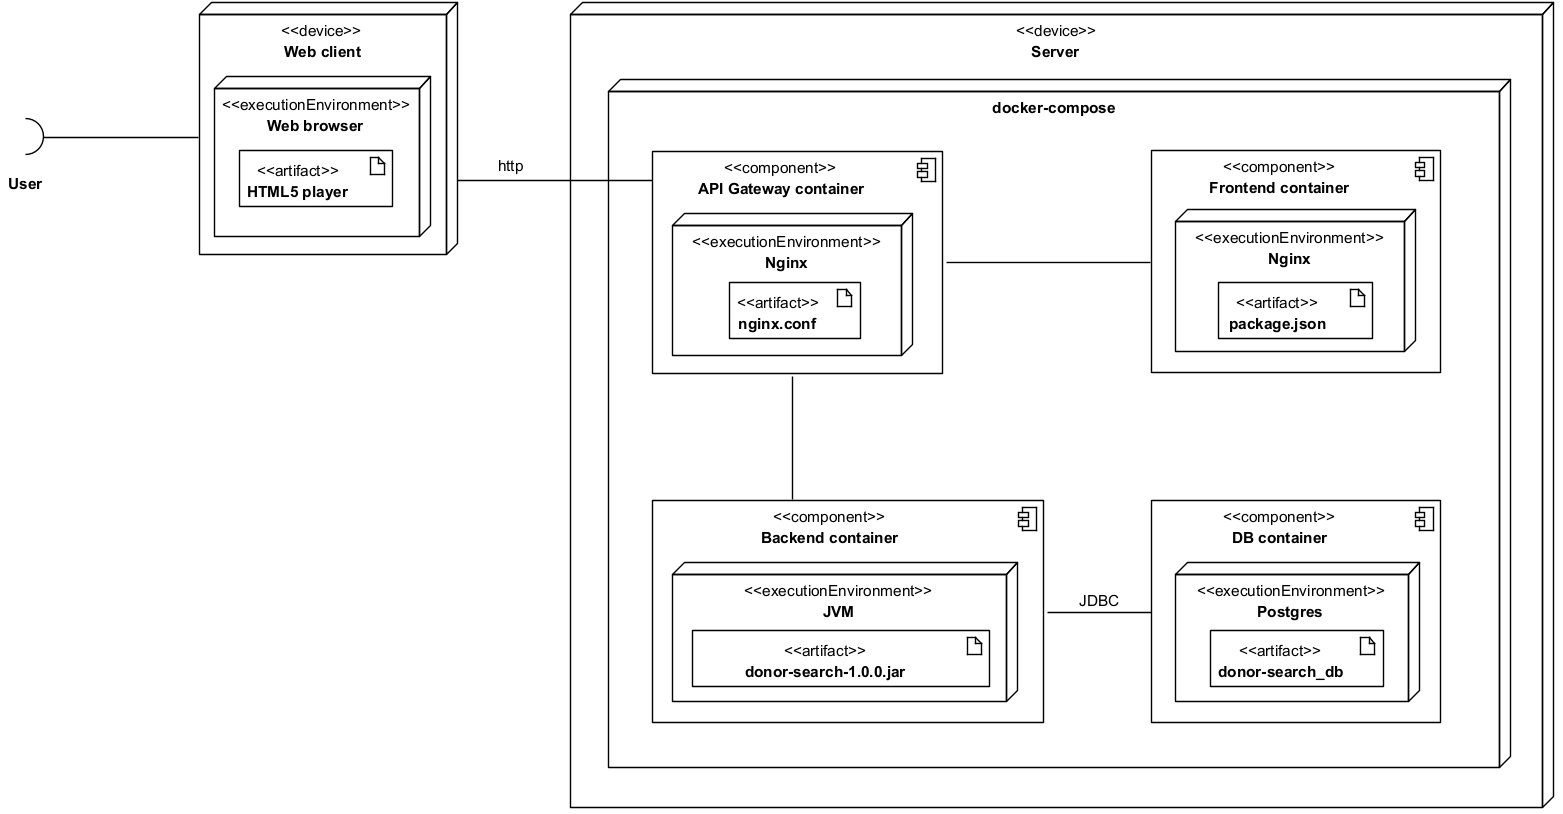 User
<<device>>
Web client
<<executionEnvironment>>
Web browser
<<artifact>>
HTML5 player
http
<<device>>
Server
docker-compose
<<component>>
API Gateway container
<<executionEnvironment>>
Nginx
<<artifact>>
nginx.conf
<<component>>
Frontend container
<<executionEnvironment>>
Nginx
<<artifact>>
package.json
<<component>>
Backend container
<<executionEnvironment>>
JVM
<<artifact>>
donor-search-1.0.0.jar
JDBC
<<component>>
DB container
<<executionEnvironment>>
Postgres
<<artifact>>
donor-search_db